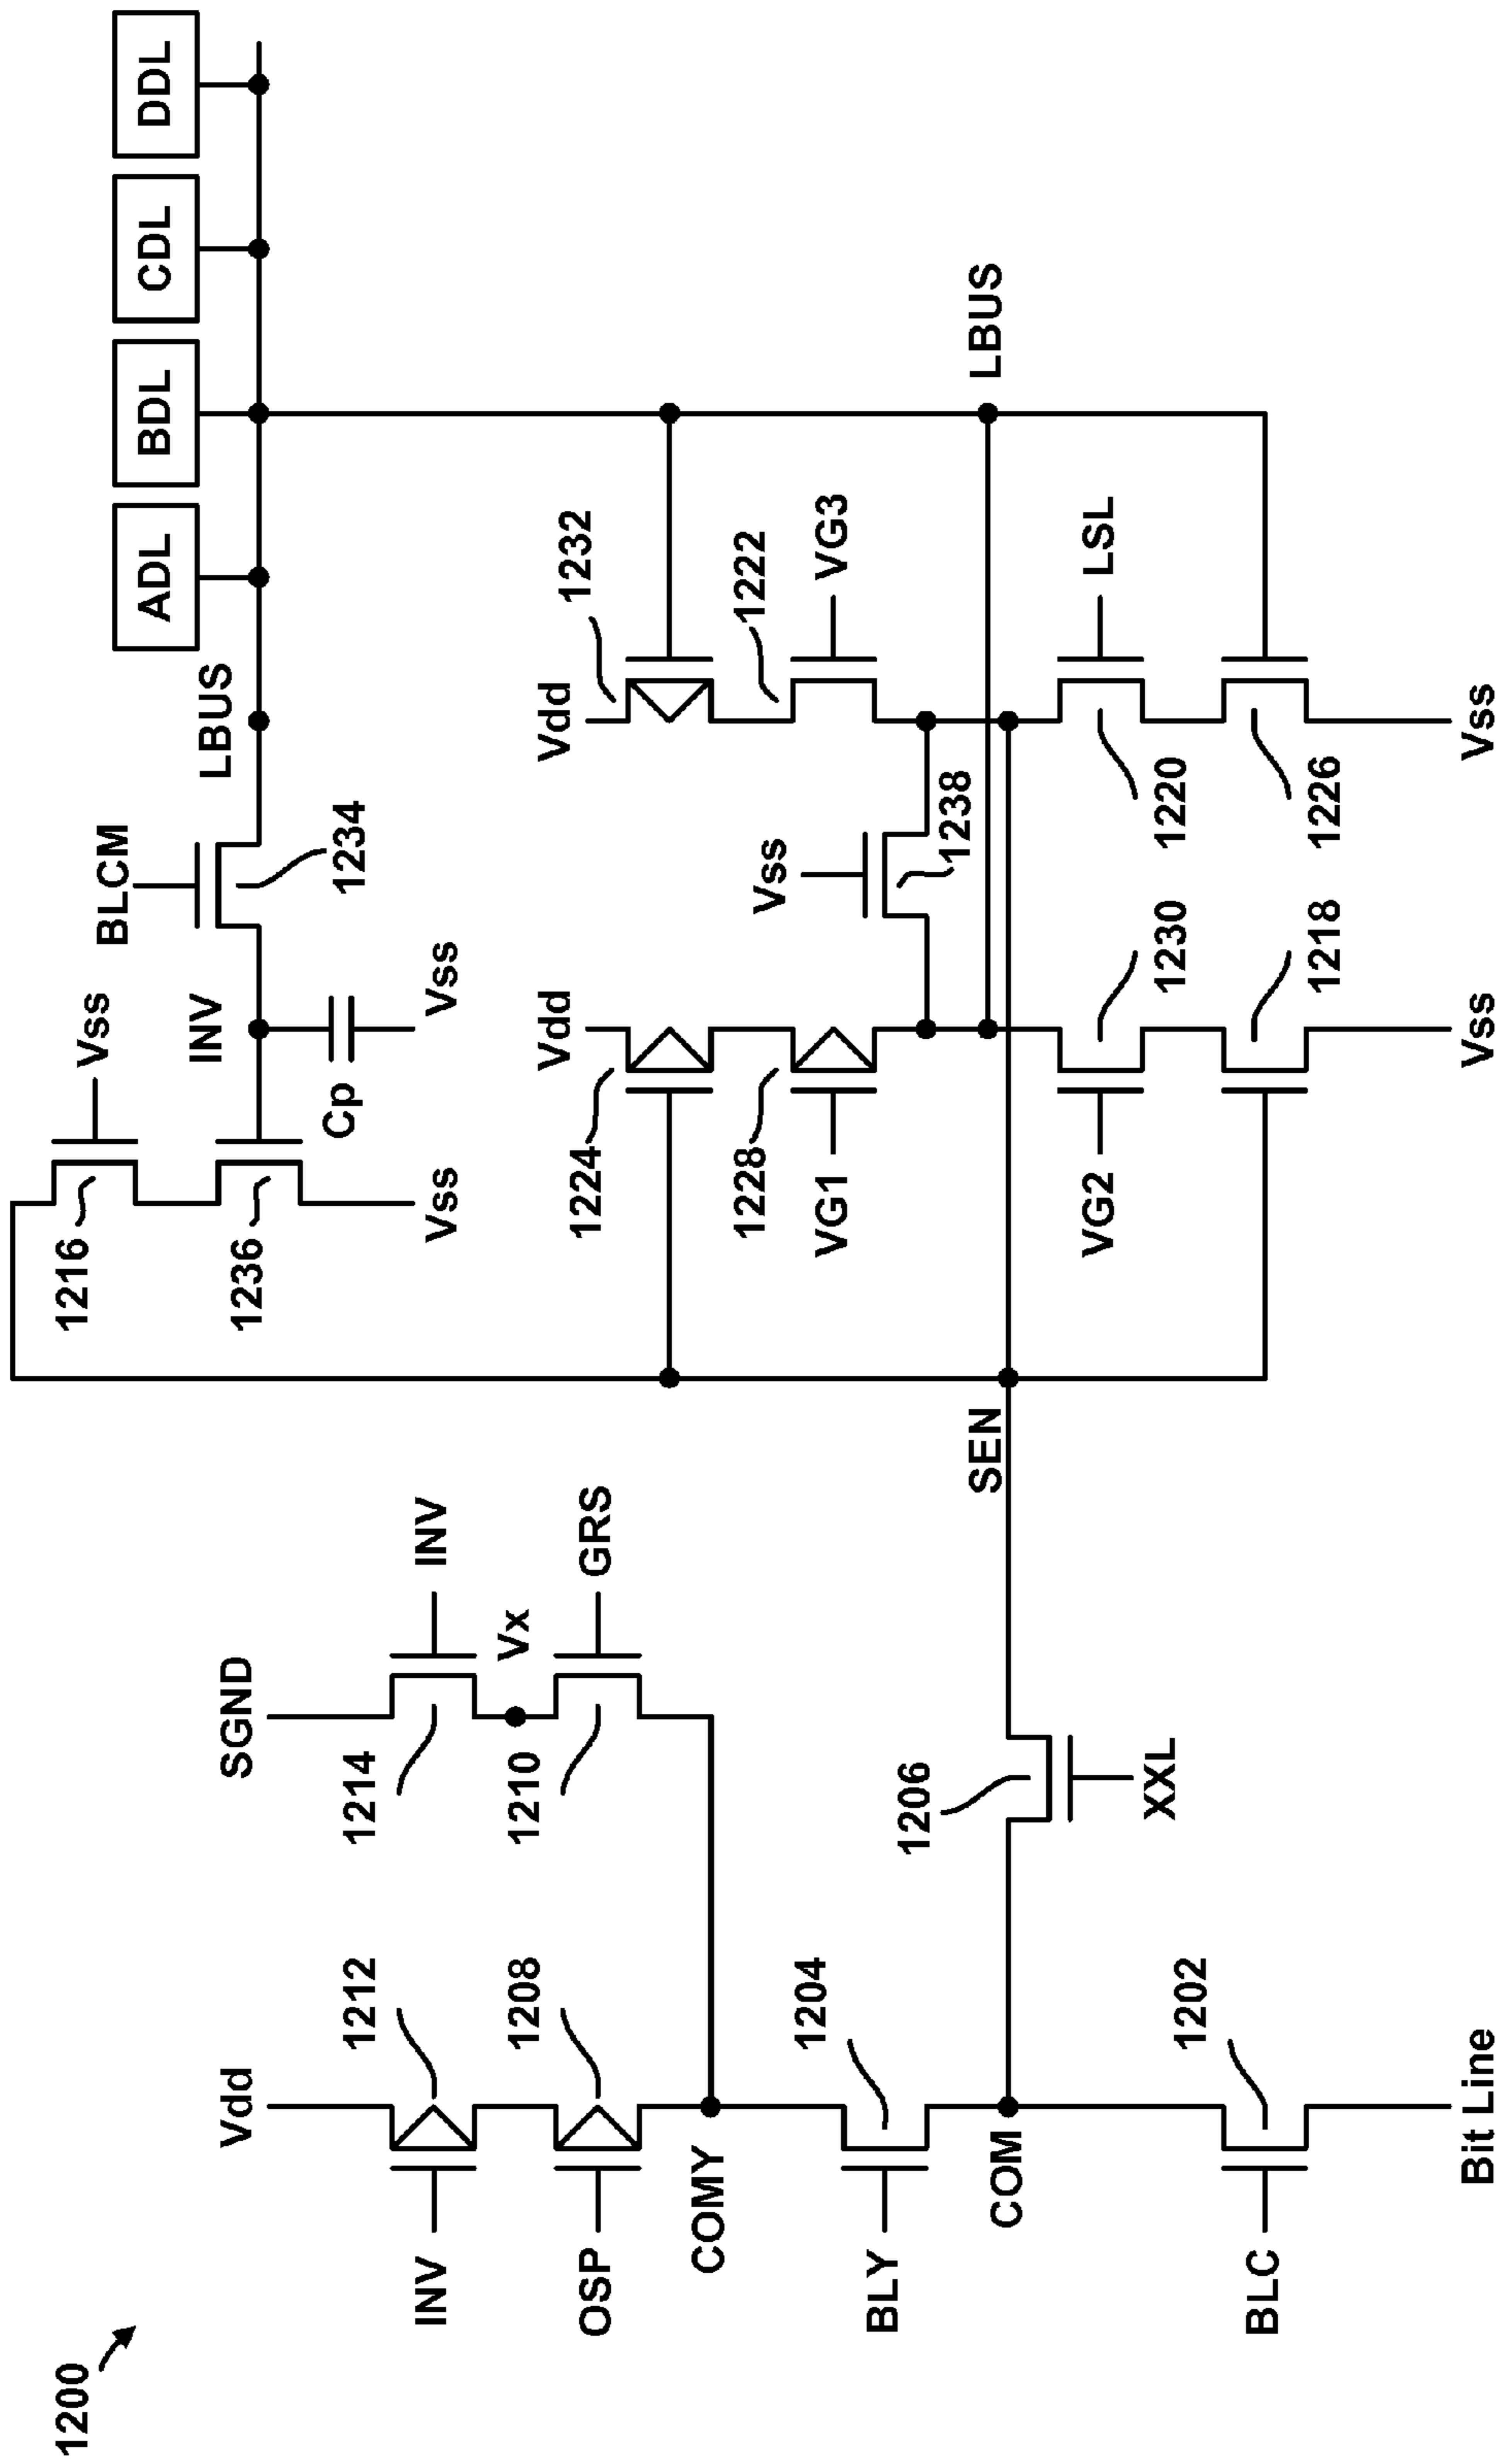 1200
Vdd
INV
1212
OSP
1208
COMY
BLY
1204
COM
BLC
1202
Bit Line
SGND
INV
1214
Vx
1210
GRS
1206
XXL
SEN
1216
Vss
1236
Vss
INV
Cp
Vss
BLCM
1234
LBUS
ADL
BDL
CDL
DDL
Vdd
1224
1228
VG1
VG2
1230
1218
Vss
Vss
1238
Vdd
1232
1222
VG3
LSL
1220
1226
Vss
LBUS